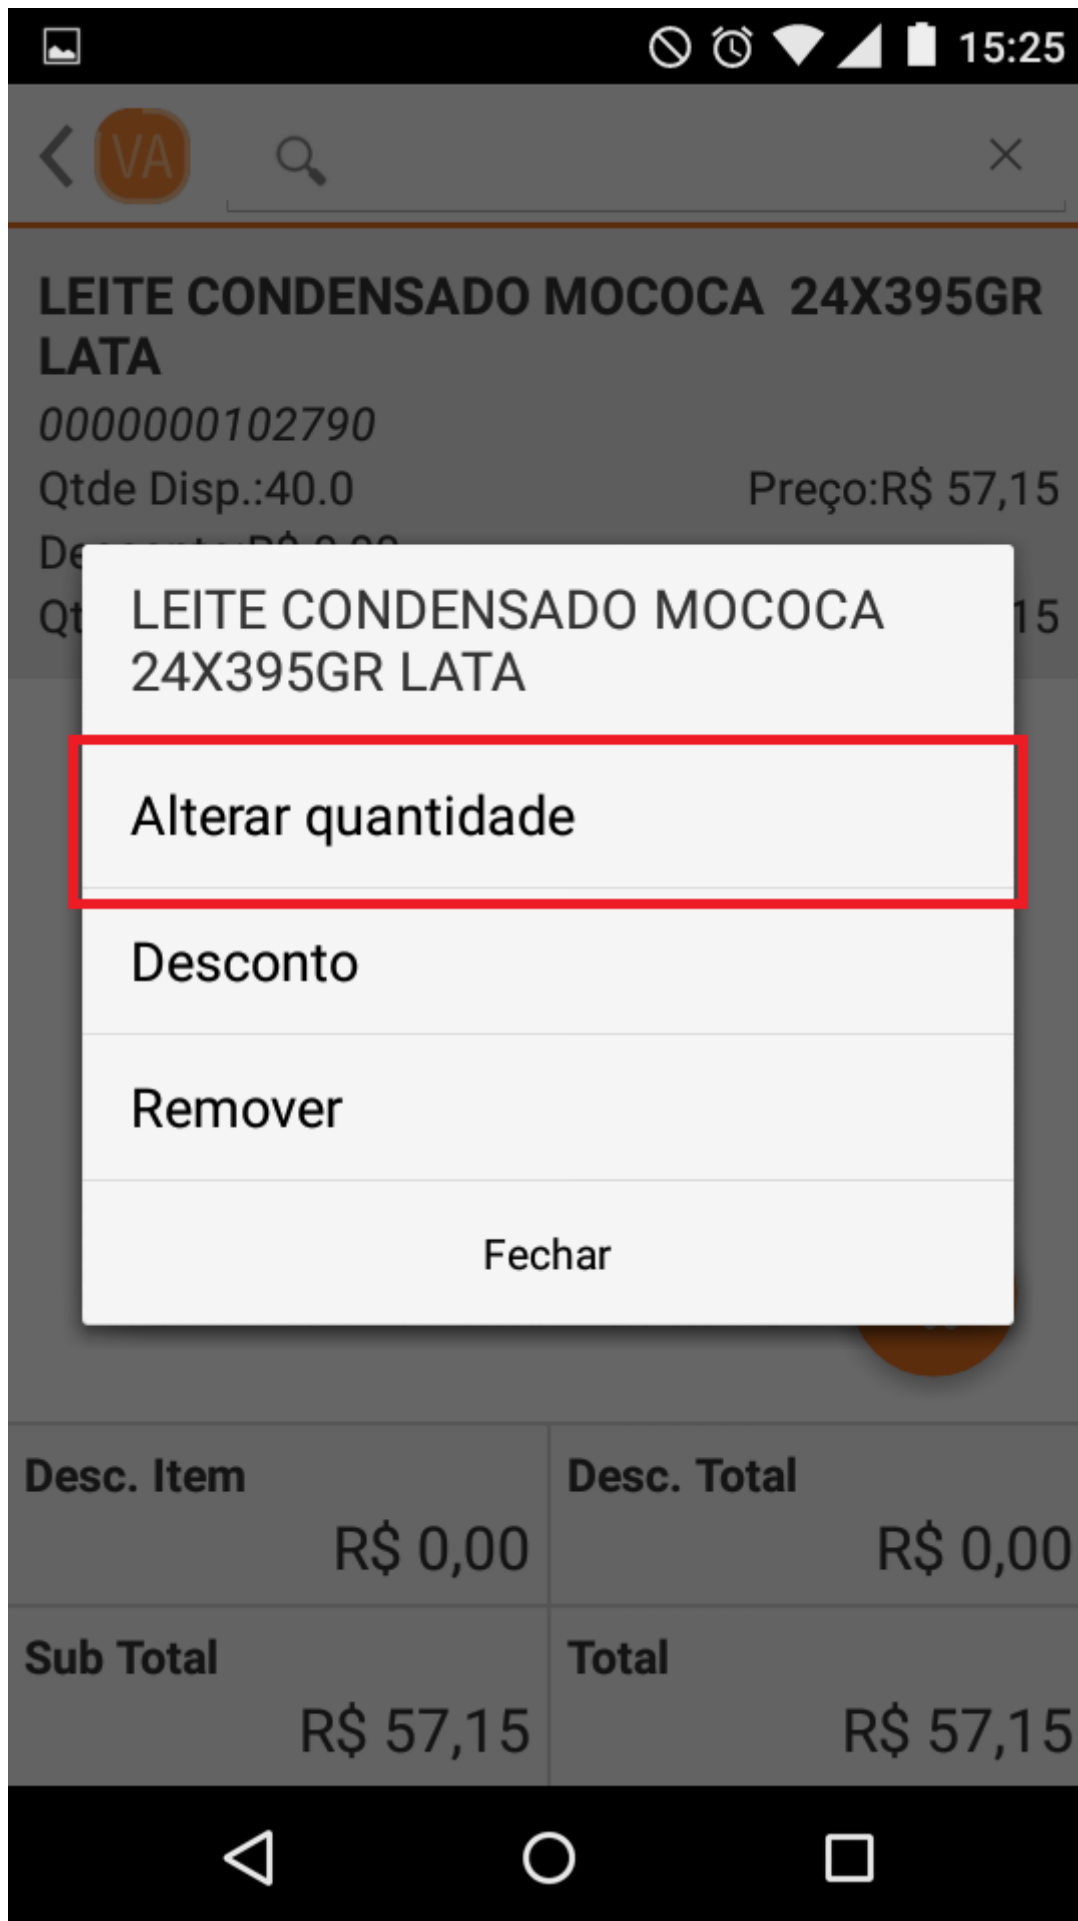 15:25
VA
LEITE CONDENSADO MOCOCA 24X395GR
LATA
0000000102790
Qtde Disp.:40.0 Preço:R$ 57,15
LEITE CONDENSADO MOCOCA
24X395GR LATA
Alterar quantidade
Desconto
Remover
Fechar
Desc. Item Desc. Total
R$ 0,00 R$ 0,00
Sub Total Total
R$ 57,15 R$ 57,15